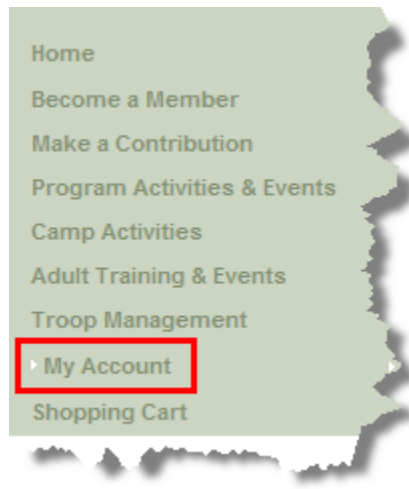 Home
Become a Member
Make a Contribution
Program Activities & Events
Camp Activities
Adult Training & Events
Troop Management
My Account
Shopping Cart